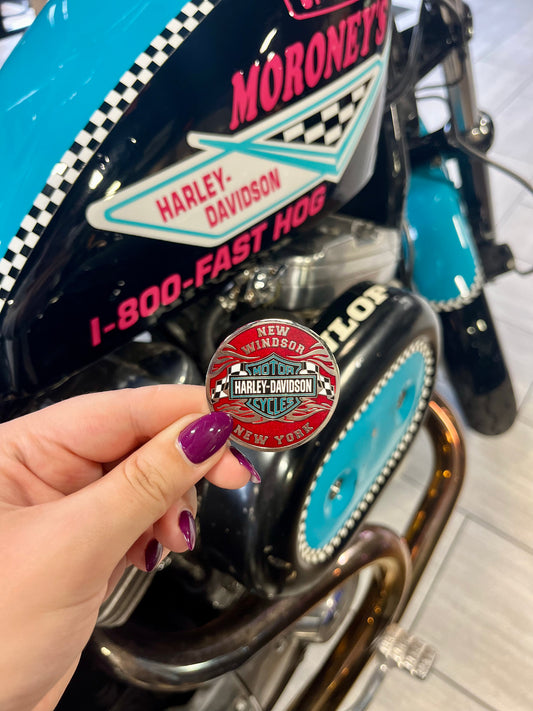 MORONEY'S
HARLEY-
DAVIDSON
1-800-FAST HOG
NEW
WINDSOR
MOTOR
HARLEY-DAVIDSON
CYCLES
NEW YORK